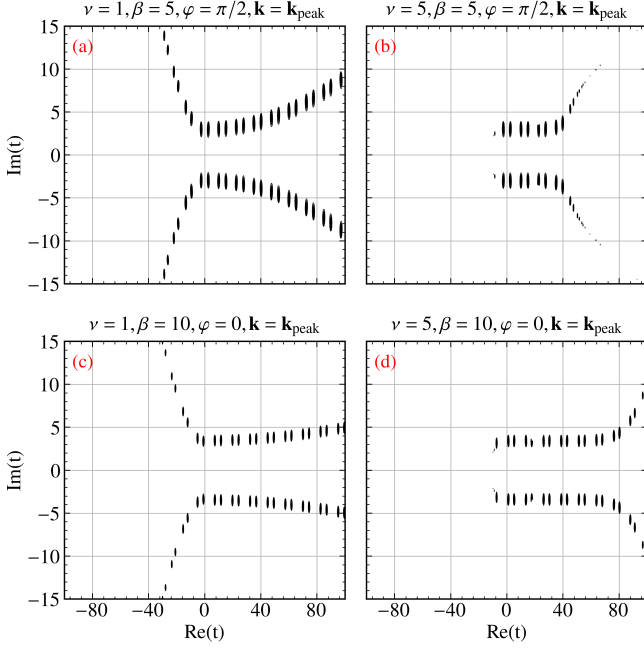 ν = 1, β = 5, φ = π/2, k = k_peak
ν = 5, β = 5, φ = π/2, k = k_peak
(a)
(b)
15
10
5
0
−5
−10
−15
Im(t)
ν = 1, β = 10, φ = 0, k = k_peak
ν = 5, β = 10, φ = 0, k = k_peak
(c)
(d)
15
10
5
0
−5
−10
−15
Im(t)
−80 −40 0 40 80
−80 −40 0 40 80
Re(t)
Re(t)